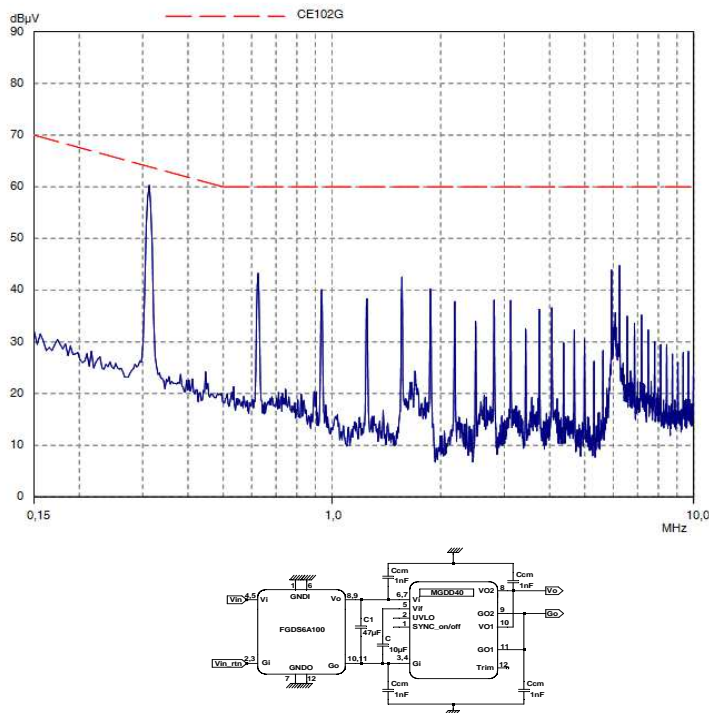 dBµV
CE102G
90
80
70
60
50
40
30
20
10
0
0,15
1,0
10,0
MHz
Ccm
1nF
Ccm
1nF
1 6
GNDI
Vin
4,5
Vi
Vo
8,9
FGDS6A100
C1
47µF
C
10µF
Vin_rtn
2,3
Gi
Go
10,11
GNDO
7 12
MGDD40
6,7
Vi
5
Vif
2
UVLO
1
SYNC_on/off
3,4
Gi
VO2
8
GO2
9
VO1
10
GO1
11
Trim
12
Vo
Go
Ccm
1nF
Ccm
1nF